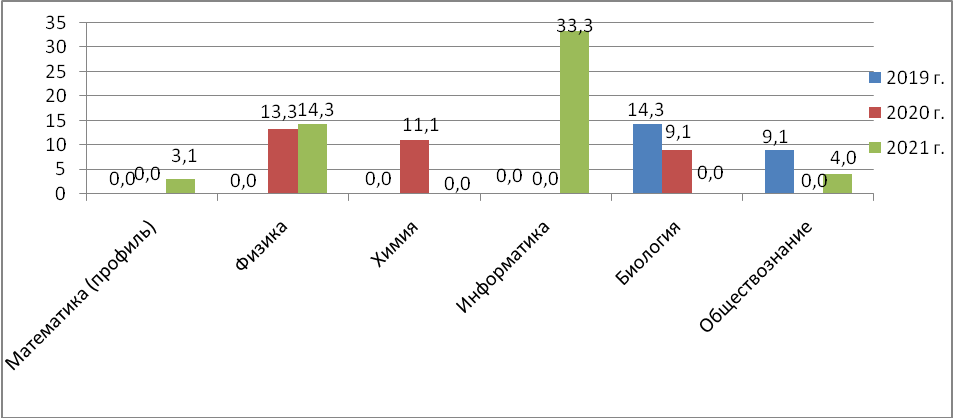 35
30
25
20
15
10
5
0
0,0 0,0 3,1
0,0 13,3 14,3
0,0 11,1 0,0
0,0 0,0 33,3
14,3 9,1 0,0
9,1 0,0 4,0
Математика (профиль)
Физика
Химия
Информатика
Биология
Обществознание
2019 г.
2020 г.
2021 г.